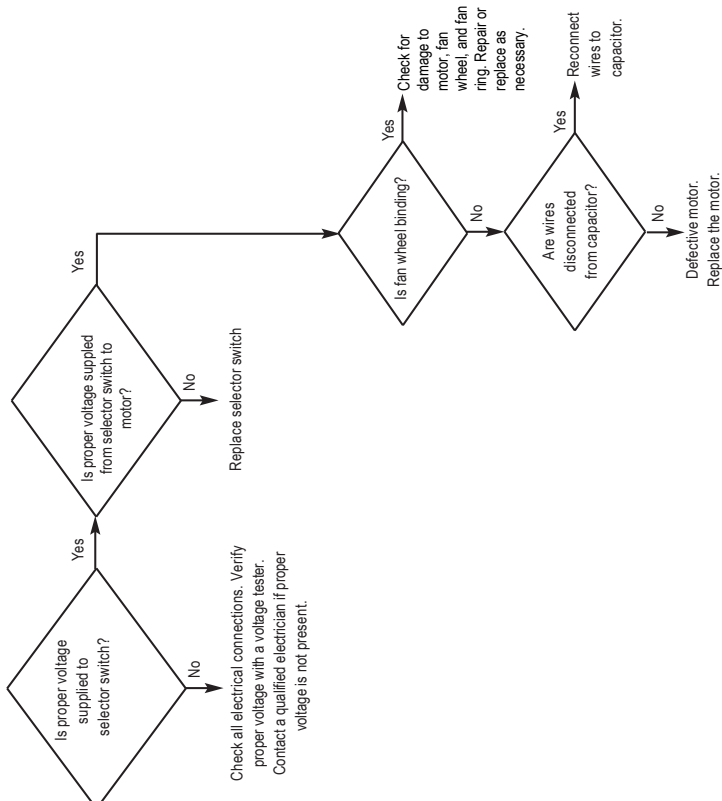 Is proper voltage
supplied to
selector switch?
Yes
No
Check all electrical connections. Verify
proper voltage with a voltage tester.
Contact a qualified electrician if proper
voltage is not present.
Is proper voltage suppled
from selector switch to
motor?
Yes
No
Replace selector switch
Is fan wheel binding?
Yes
Check for
damage to
motor, fan
wheel, and fan
ring. Repair or
replace as
necessary.
No
Are wires
disconnected
from capacitor?
Yes
Reconnect
wires to
capacitor.
No
Defective motor.
Replace the motor.